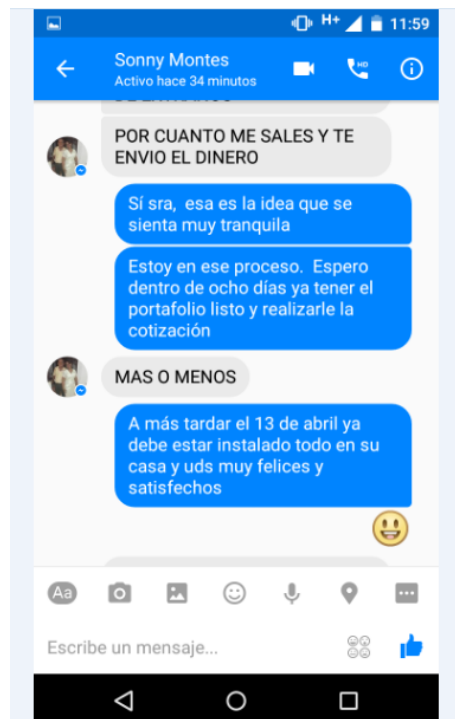 H+ 11:59
Sonny Montes
Activo hace 34 minutos
HD
POR CUANTO ME SALES Y TE
ENVIO EL DINERO
Sí sra, esa es la idea que se
sienta muy tranquila
Estoy en ese proceso. Espero
dentro de ocho días ya tener el
portafolio listo y realizarle la
cotización
MAS O MENOS
A más tardar el 13 de abril ya
debe estar instalado todo en su
casa y uds muy felices y
satisfechos
Aa
Escribe un mensaje...